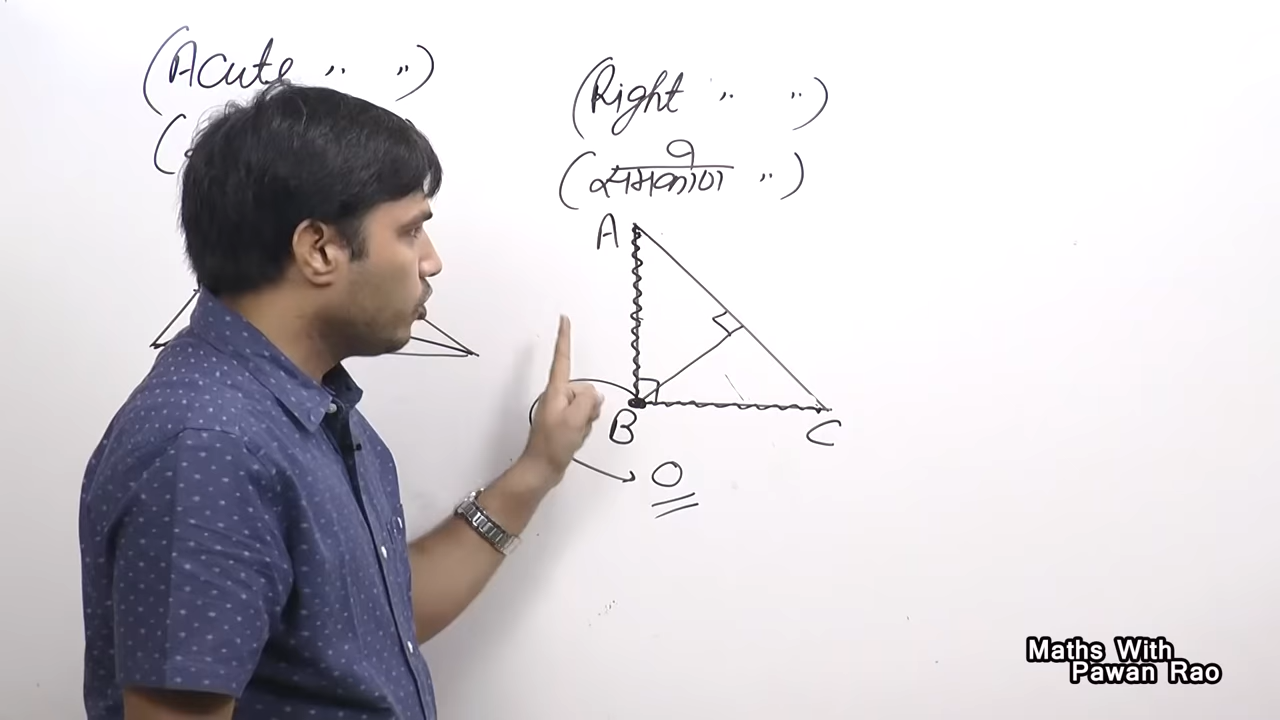 (Acute " ")
(
(Right " ")
(समकोण ")
A
B
C
O
Maths With
Pawan Rao